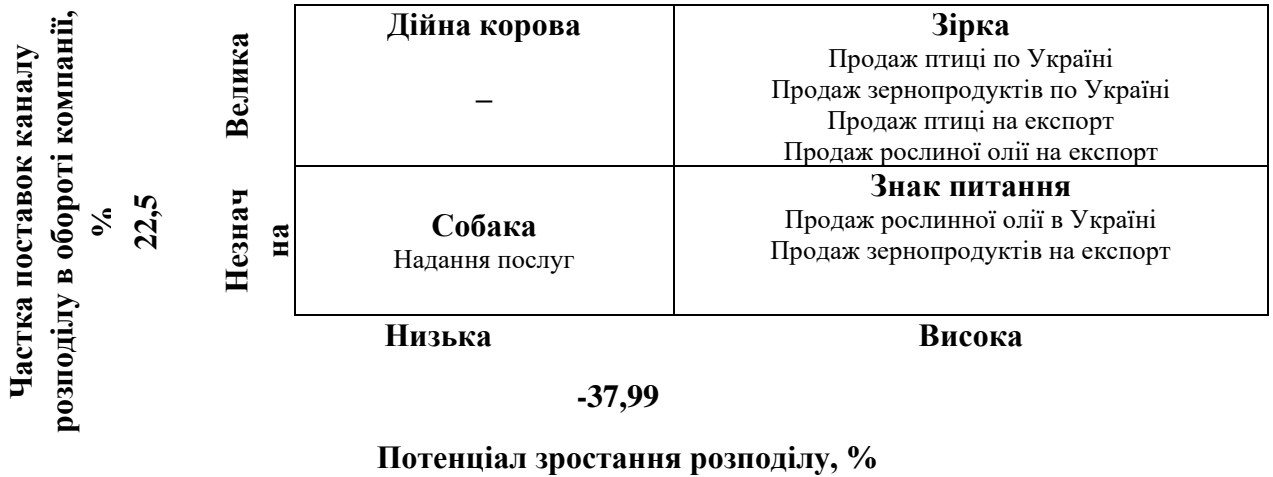 Частка поставок каналу
розподілу в обороті компанії,
%
22,5
Велика
Дійна корова
–
Зірка
Продаж птиці по Україні
Продаж зернопродуктів по Україні
Продаж птиці на експорт
Продаж рослиної олії на експорт
Незнач
на
Собака
Надання послуг
Знак питання
Продаж рослинної олії в Україні
Продаж зернопродуктів на експорт
Низька
Висока
-37,99
Потенціал зростання розподілу, %